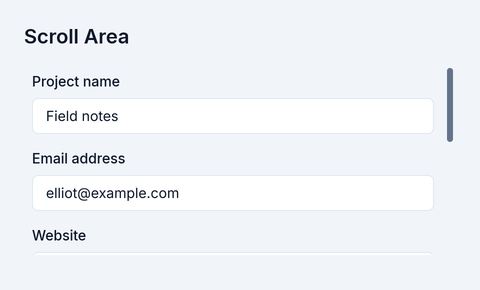 Scroll Area
Project name
Field notes
Email address
elliot@example.com
Website